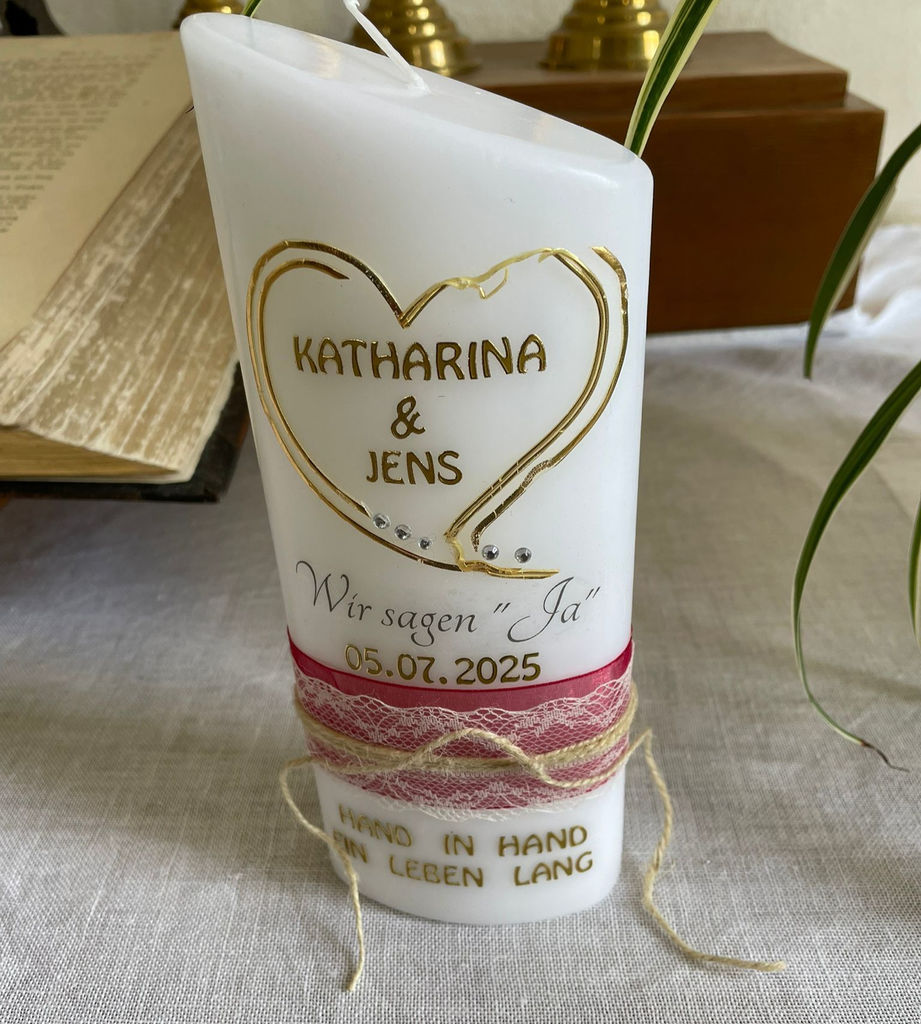 KATHARINA
&
JENS
Wir sagen "Ja"
05.07.2025
HAND IN HAND
EIN LEBEN LANG